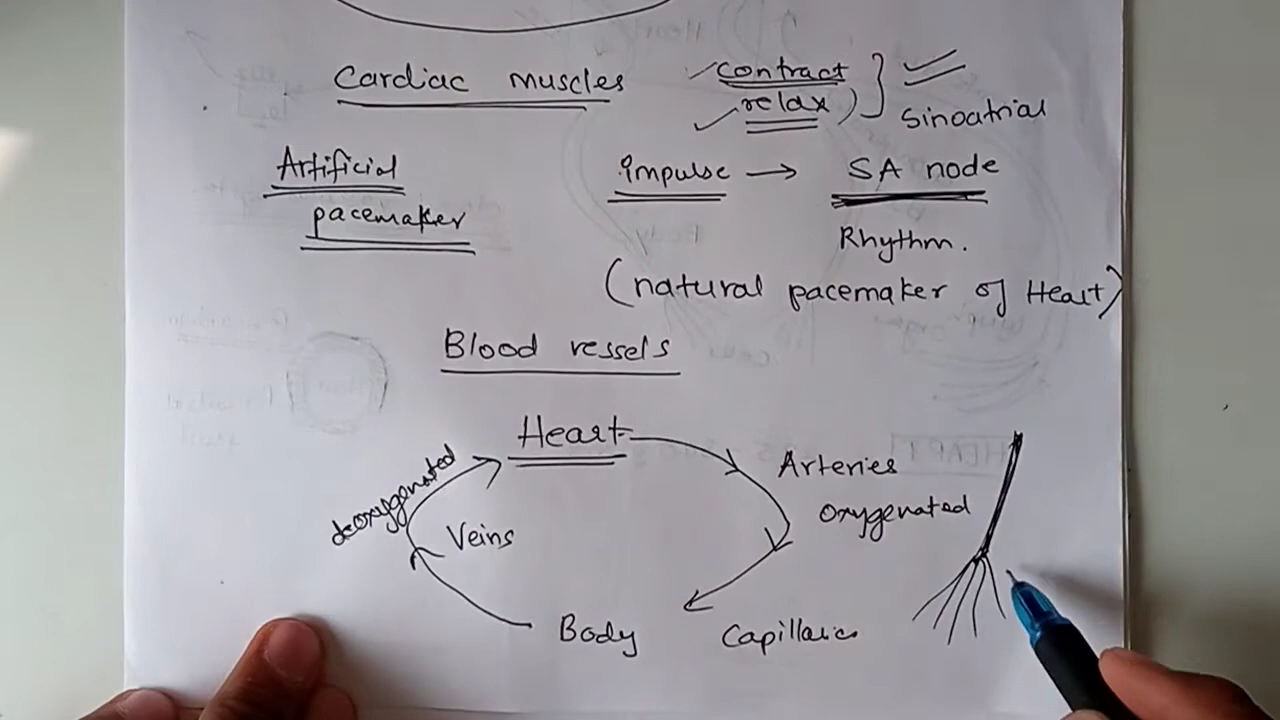 Cardiac muscles
contract
relax
Sinoatrial
Artificial
pacemaker
Impulse → SA node
Rhythm.
(natural pacemaker of Heart)
Blood vessels
Heart
Arteries
oxygenated
deoxygenated
Veins
Body
Capillaries